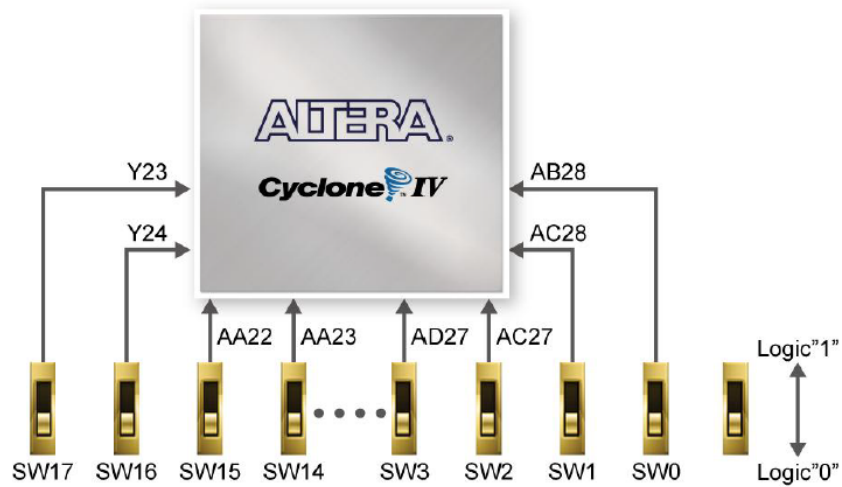 ALTERA.
Cyclone IV
Y23
AB28
Y24
AC28
AA22
AA23
AD27
AC27
Logic"1"
SW17
SW16
SW15
SW14
SW3
SW2
SW1
SW0
Logic"0"